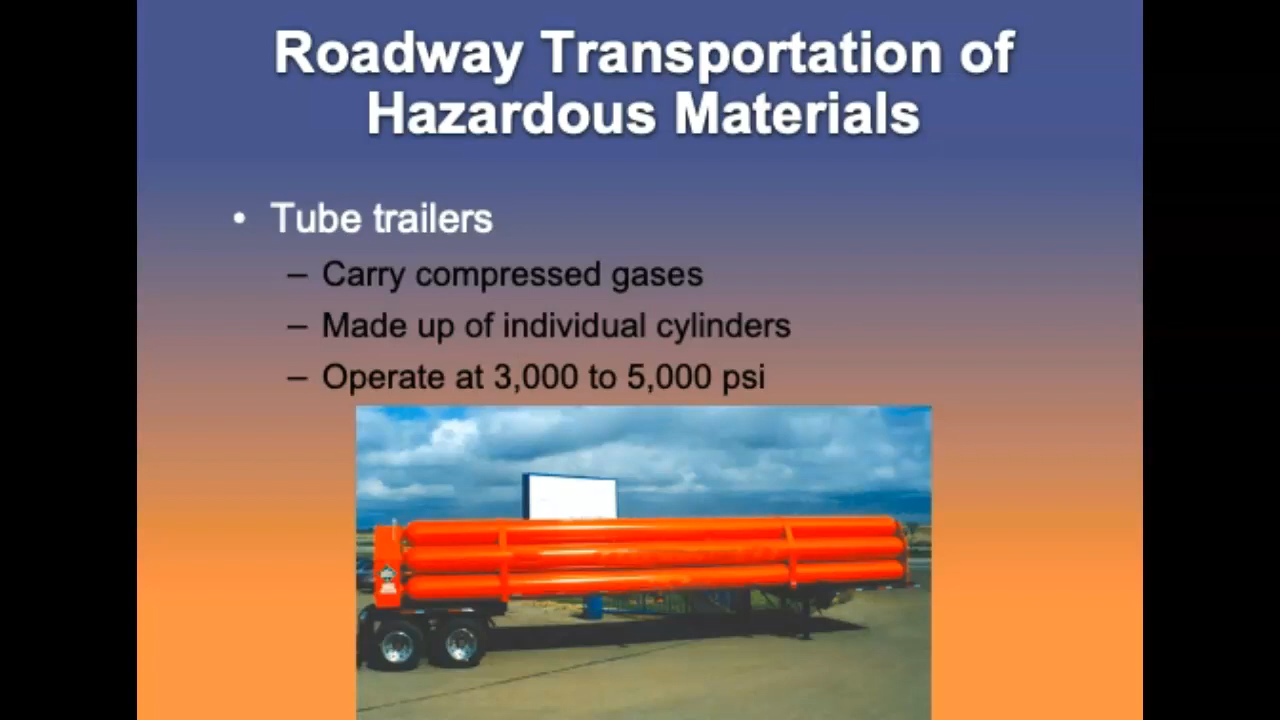 Roadway Transportation of
Hazardous Materials
• Tube trailers
– Carry compressed gases
– Made up of individual cylinders
– Operate at 3,000 to 5,000 psi